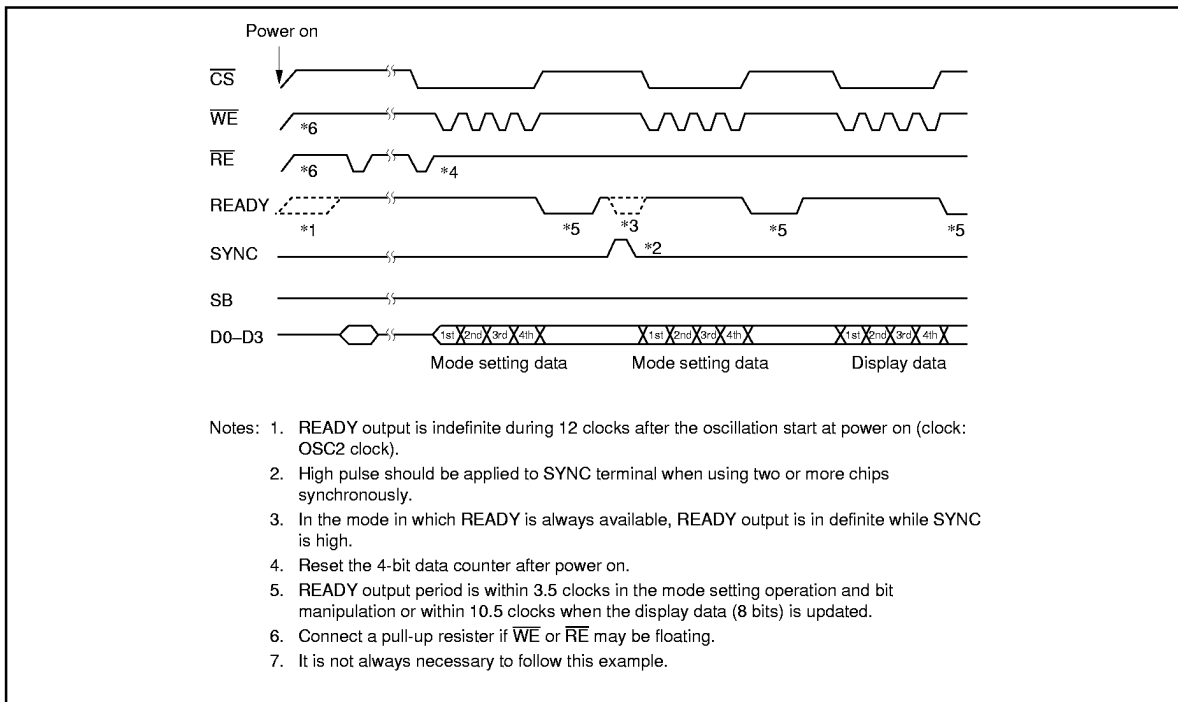 Power on
C̅S̅
W̅E̅
*6
R̅E̅
*6
*4
READY
*1
*5
*3
*5
*5
SYNC
*2
SB
D0–D3
1st 2nd 3rd 4th
1st 2nd 3rd 4th
1st 2nd 3rd 4th
Mode setting data
Mode setting data
Display data
Notes: 1. READY output is indefinite during 12 clocks after the oscillation start at power on (clock:
OSC2 clock).
2. High pulse should be applied to SYNC terminal when using two or more chips
synchronously.
3. In the mode in which READY is always available, READY output is in definite while SYNC
is high.
4. Reset the 4-bit data counter after power on.
5. READY output period is within 3.5 clocks in the mode setting operation and bit
manipulation or within 10.5 clocks when the display data (8 bits) is updated.
6. Connect a pull-up resister if W̅E̅ or R̅E̅ may be floating.
7. It is not always necessary to follow this example.